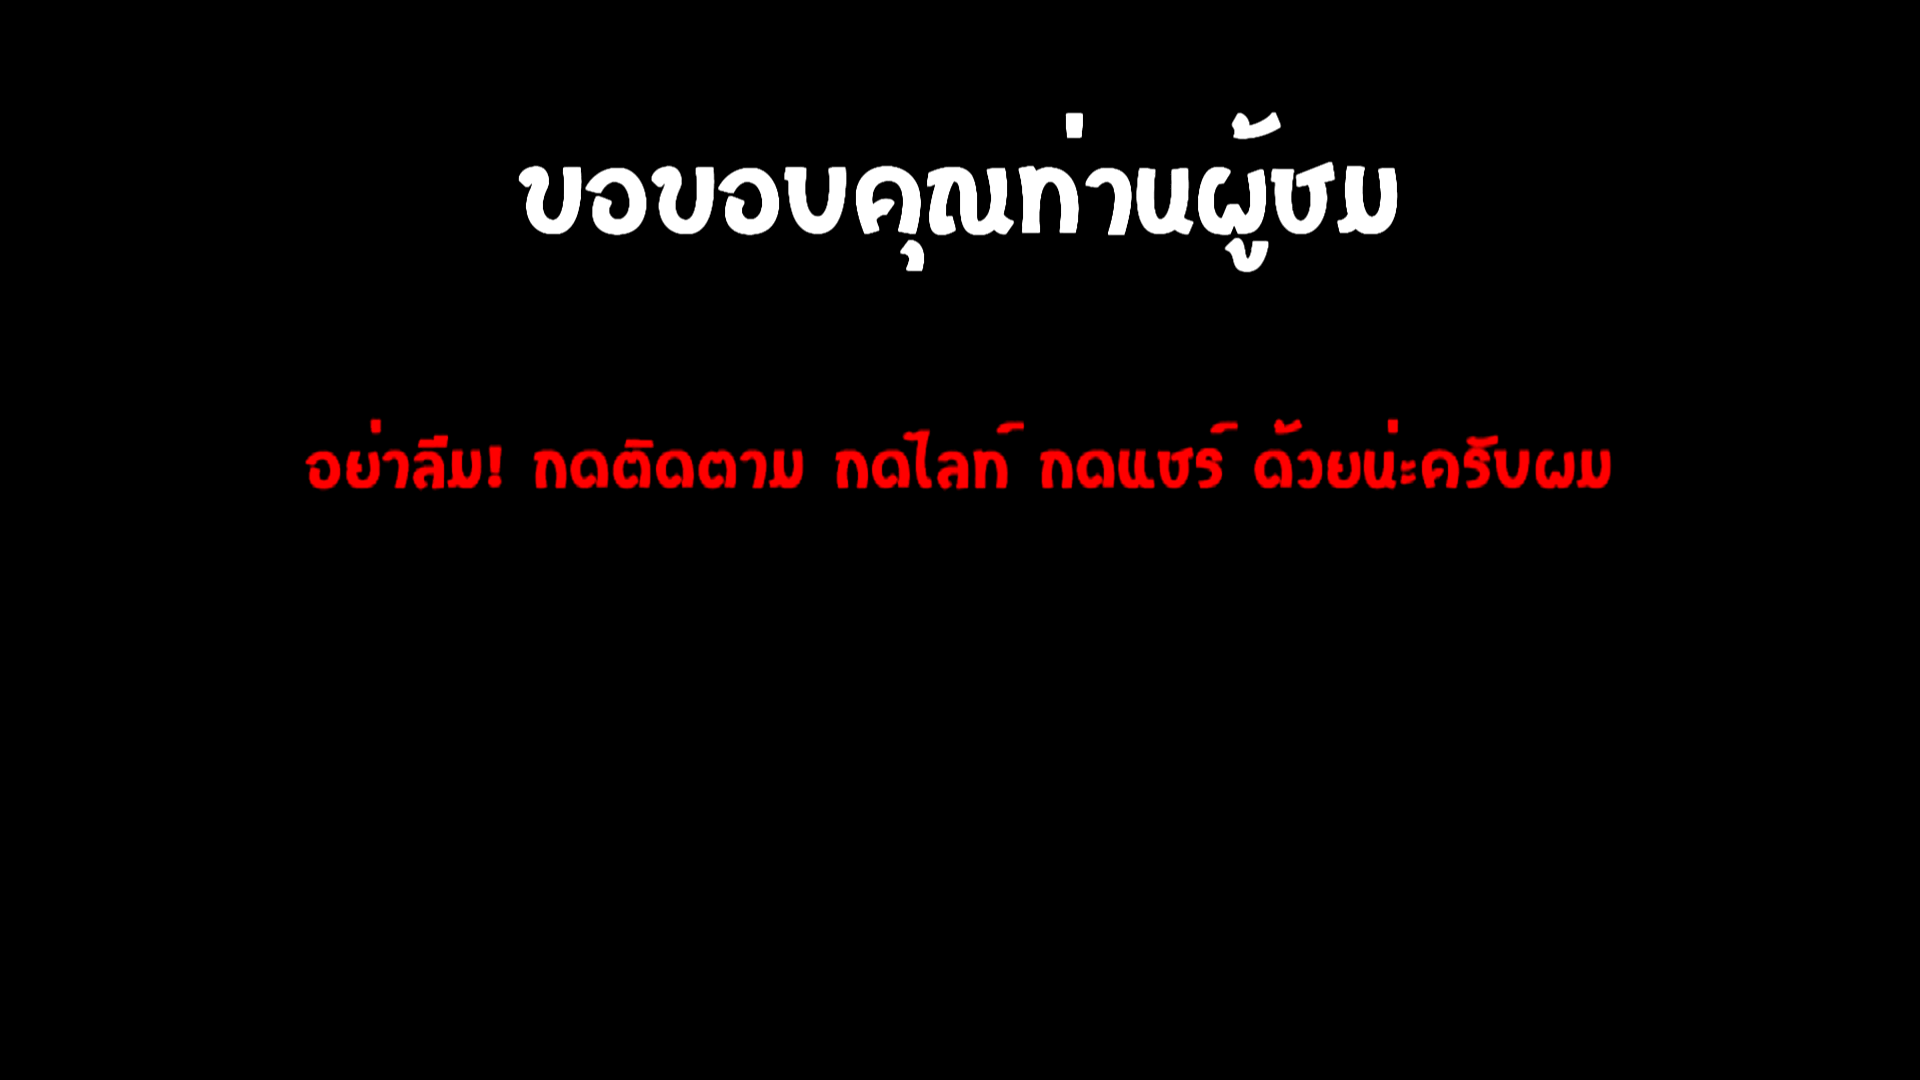 ขอขอบคุณท่านผู้ชม
อย่าลืม! กดติดตาม กดไลท์ กดแชร์ ด้วยน่ะครับผม